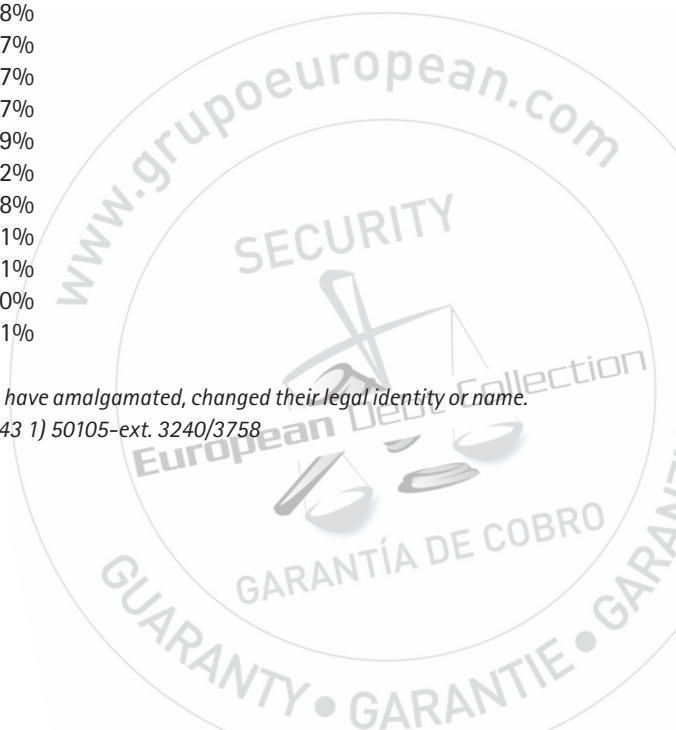 8%
7%
7%
7%
9%
2%
8%
1%
1%
0%
1%
have amalgamated, changed their legal identity or name.
43 1) 50105-ext. 3240/3758
www.grupoeuropean.com
SECURITY
European Debt Collection
GARANTÍA DE COBRO
GUARANTY • GARANTIE •